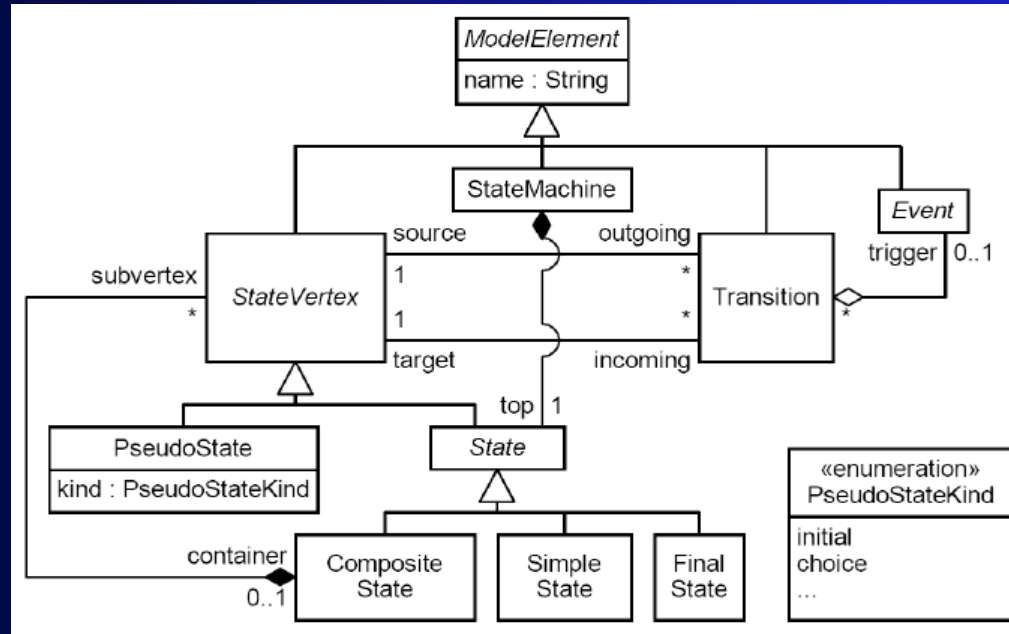 ModelElement
name : String
StateMachine
Event
source
outgoing
trigger
0..1
subvertex
*
StateVertex
1
*
Transition
*
1
*
target
incoming
top
1
PseudoState
kind : PseudoStateKind
State
«enumeration»
PseudoStateKind
initial
choice
...
container
0..1
Composite
State
Simple
State
Final
State